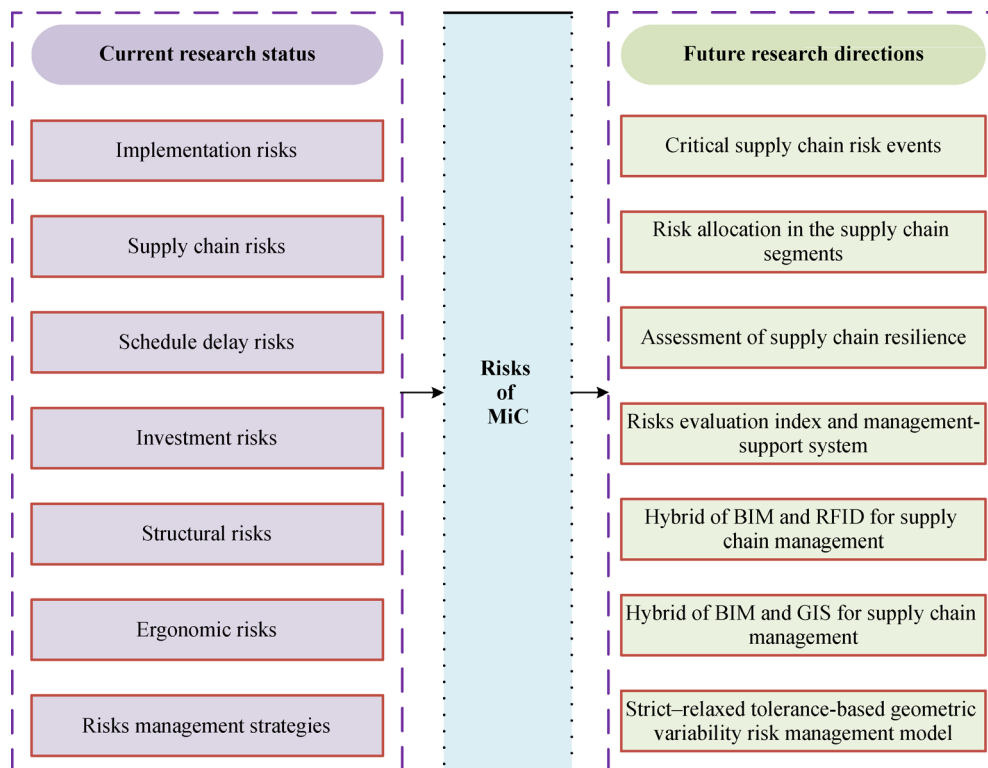 Current research status
Implementation risks
Supply chain risks
Schedule delay risks
Investment risks
Structural risks
Ergonomic risks
Risks management strategies
Risks
of
MiC
Future research directions
Critical supply chain risk events
Risk allocation in the supply chain
segments
Assessment of supply chain resilience
Risks evaluation index and management-
support system
Hybrid of BIM and RFID for supply
chain management
Hybrid of BIM and GIS for supply chain
management
Strict–relaxed tolerance-based geometric
variability risk management model